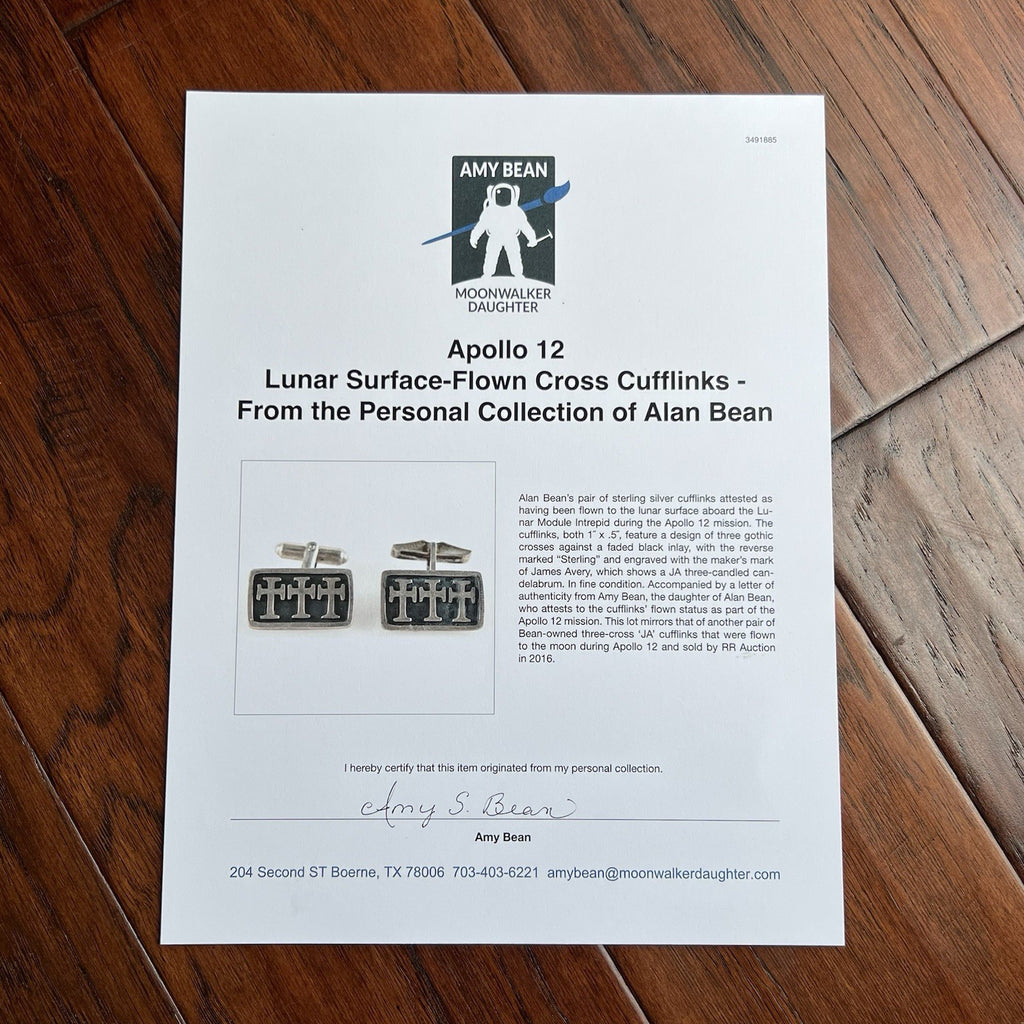 3491885
AMY BEAN
MOONWALKER
DAUGHTER
Apollo 12
Lunar Surface-Flown Cross Cufflinks -
From the Personal Collection of Alan Bean
Alan Bean's pair of sterling silver cufflinks attested as
having been flown to the lunar surface aboard the Lu-
nar Module Intrepid during the Apollo 12 mission. The
cufflinks, both 1˝ x .5˝, feature a design of three gothic
crosses against a faded black inlay, with the reverse
marked “Sterling” and engraved with the maker's mark
of James Avery, which shows a JA three-candled can-
delabrum. In fine condition. Accompanied by a letter of
authenticity from Amy Bean, the daughter of Alan Bean,
who attests to the cufflinks' flown status as part of the
Apollo 12 mission. This lot mirrors that of another pair of
Bean-owned three-cross ‘JA’ cufflinks that were flown
to the moon during Apollo 12 and sold by RR Auction
in 2016.
I hereby certify that this item originated from my personal collection.
Amy S. Bean
Amy Bean
204 Second ST Boerne, TX 78006 703-403-6221 amybean@moonwalkerdaughter.com